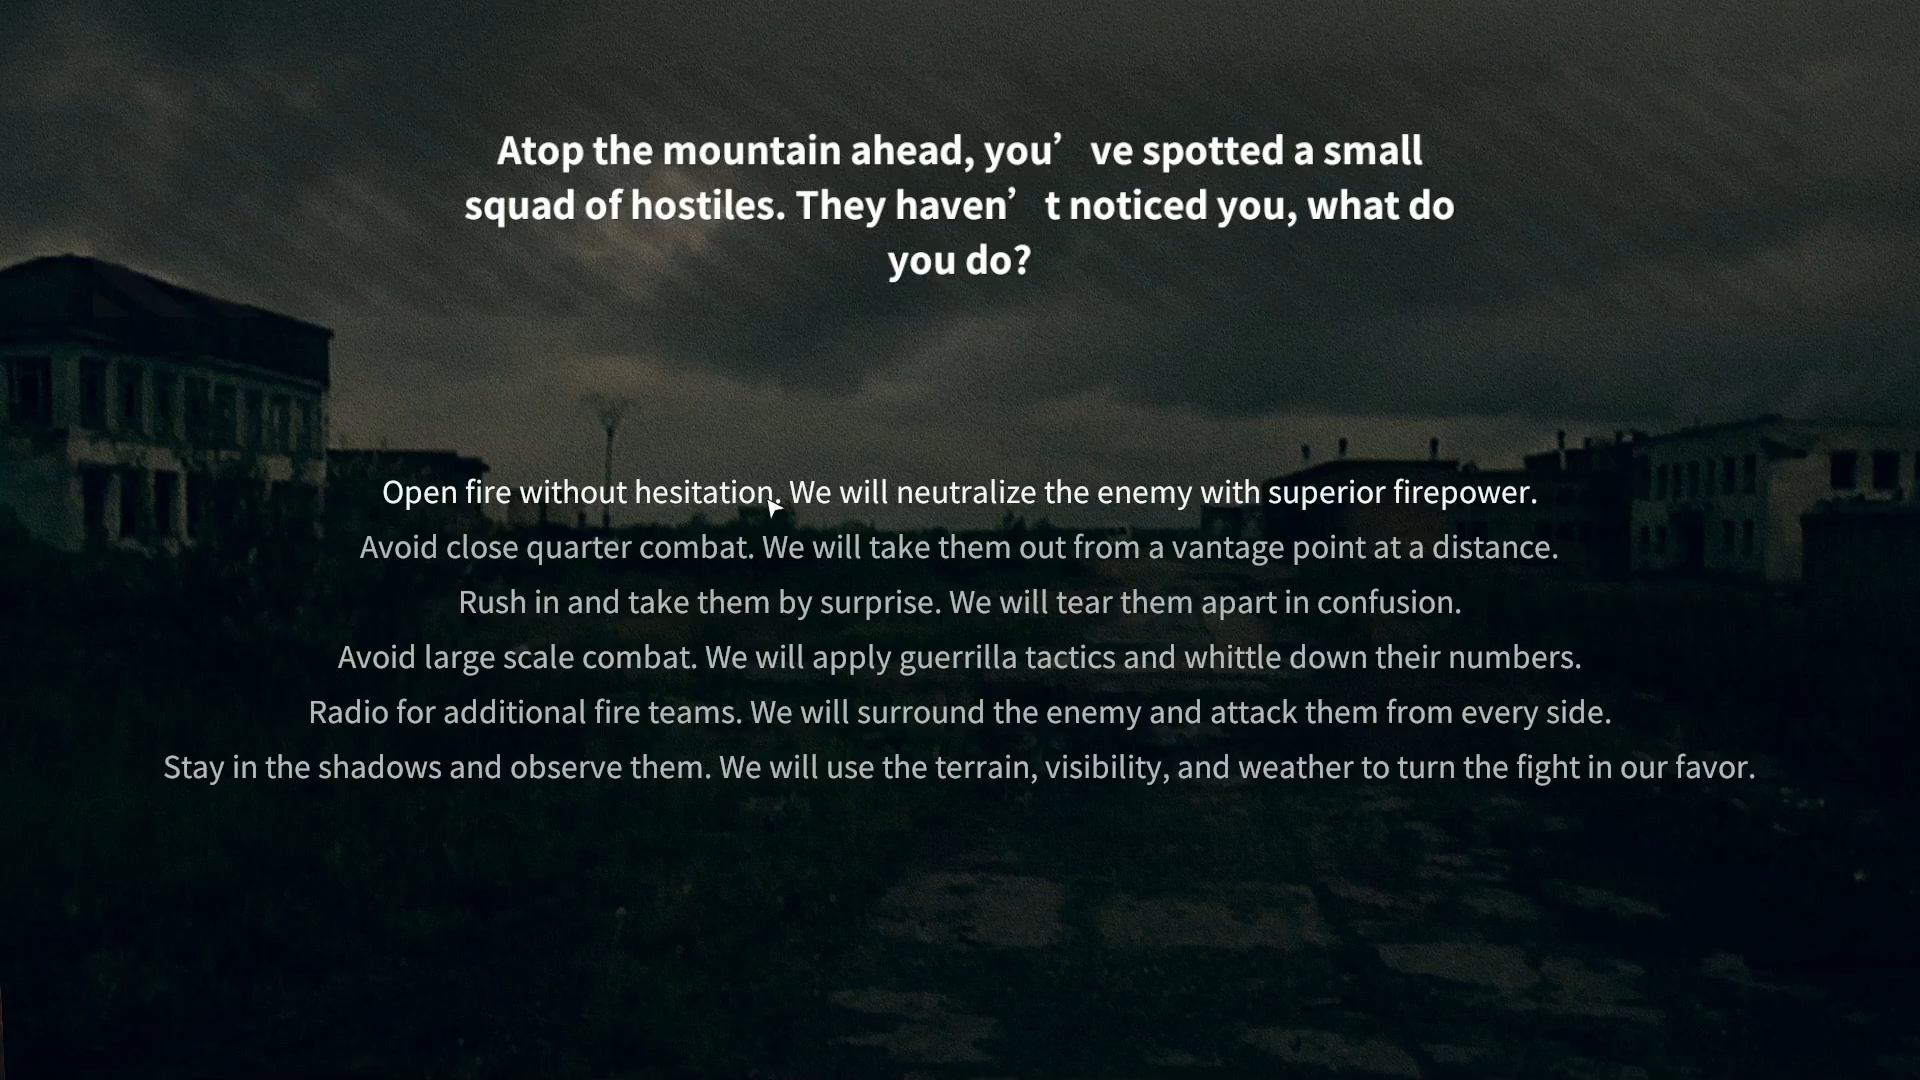 Atop the mountain ahead, you’ve spotted a small
squad of hostiles. They haven’t noticed you, what do
you do?
Open fire without hesitation. We will neutralize the enemy with superior firepower.
Avoid close quarter combat. We will take them out from a vantage point at a distance.
Rush in and take them by surprise. We will tear them apart in confusion.
Avoid large scale combat. We will apply guerrilla tactics and whittle down their numbers.
Radio for additional fire teams. We will surround the enemy and attack them from every side.
Stay in the shadows and observe them. We will use the terrain, visibility, and weather to turn the fight in our favor.